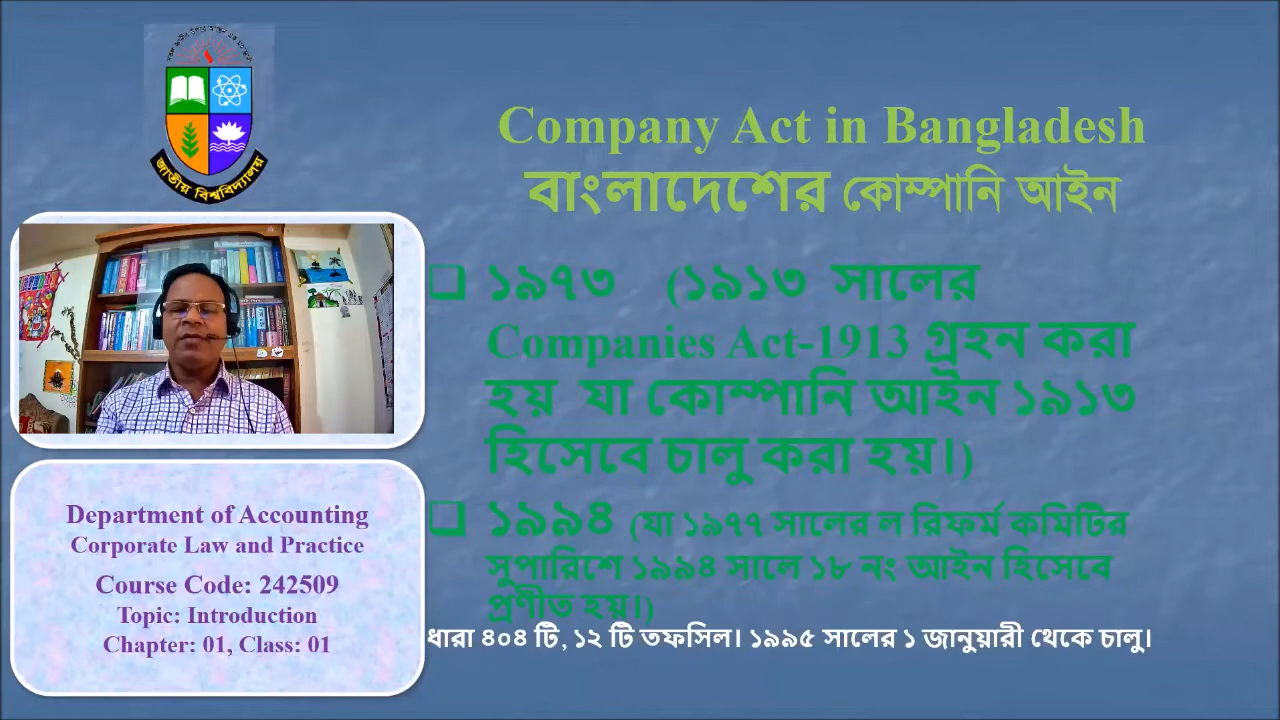 জাতীয় বিশ্ববিদ্যালয়
Company Act in Bangladesh
বাংলাদেশের কোম্পানি আইন
১৯৭৩ (১৯১৩ সালের
Companies Act-1913 গ্রহন করা
হয় যা কোম্পানি আইন ১৯১৩
হিসেবে চালু করা হয়।)
১৯৯৪ (যা ১৯৭৭ সালের ল রিফর্ম কমিটির
সুপারিশে ১৯৯৪ সালে ১৮ নং আইন হিসেবে
প্রণীত হয়।)
ধারা ৪০৪ টি, ১২ টি তফসিল। ১৯৯৫ সালের ১ জানুয়ারী থেকে চালু।
Department of Accounting
Corporate Law and Practice
Course Code: 242509
Topic: Introduction
Chapter: 01, Class: 01